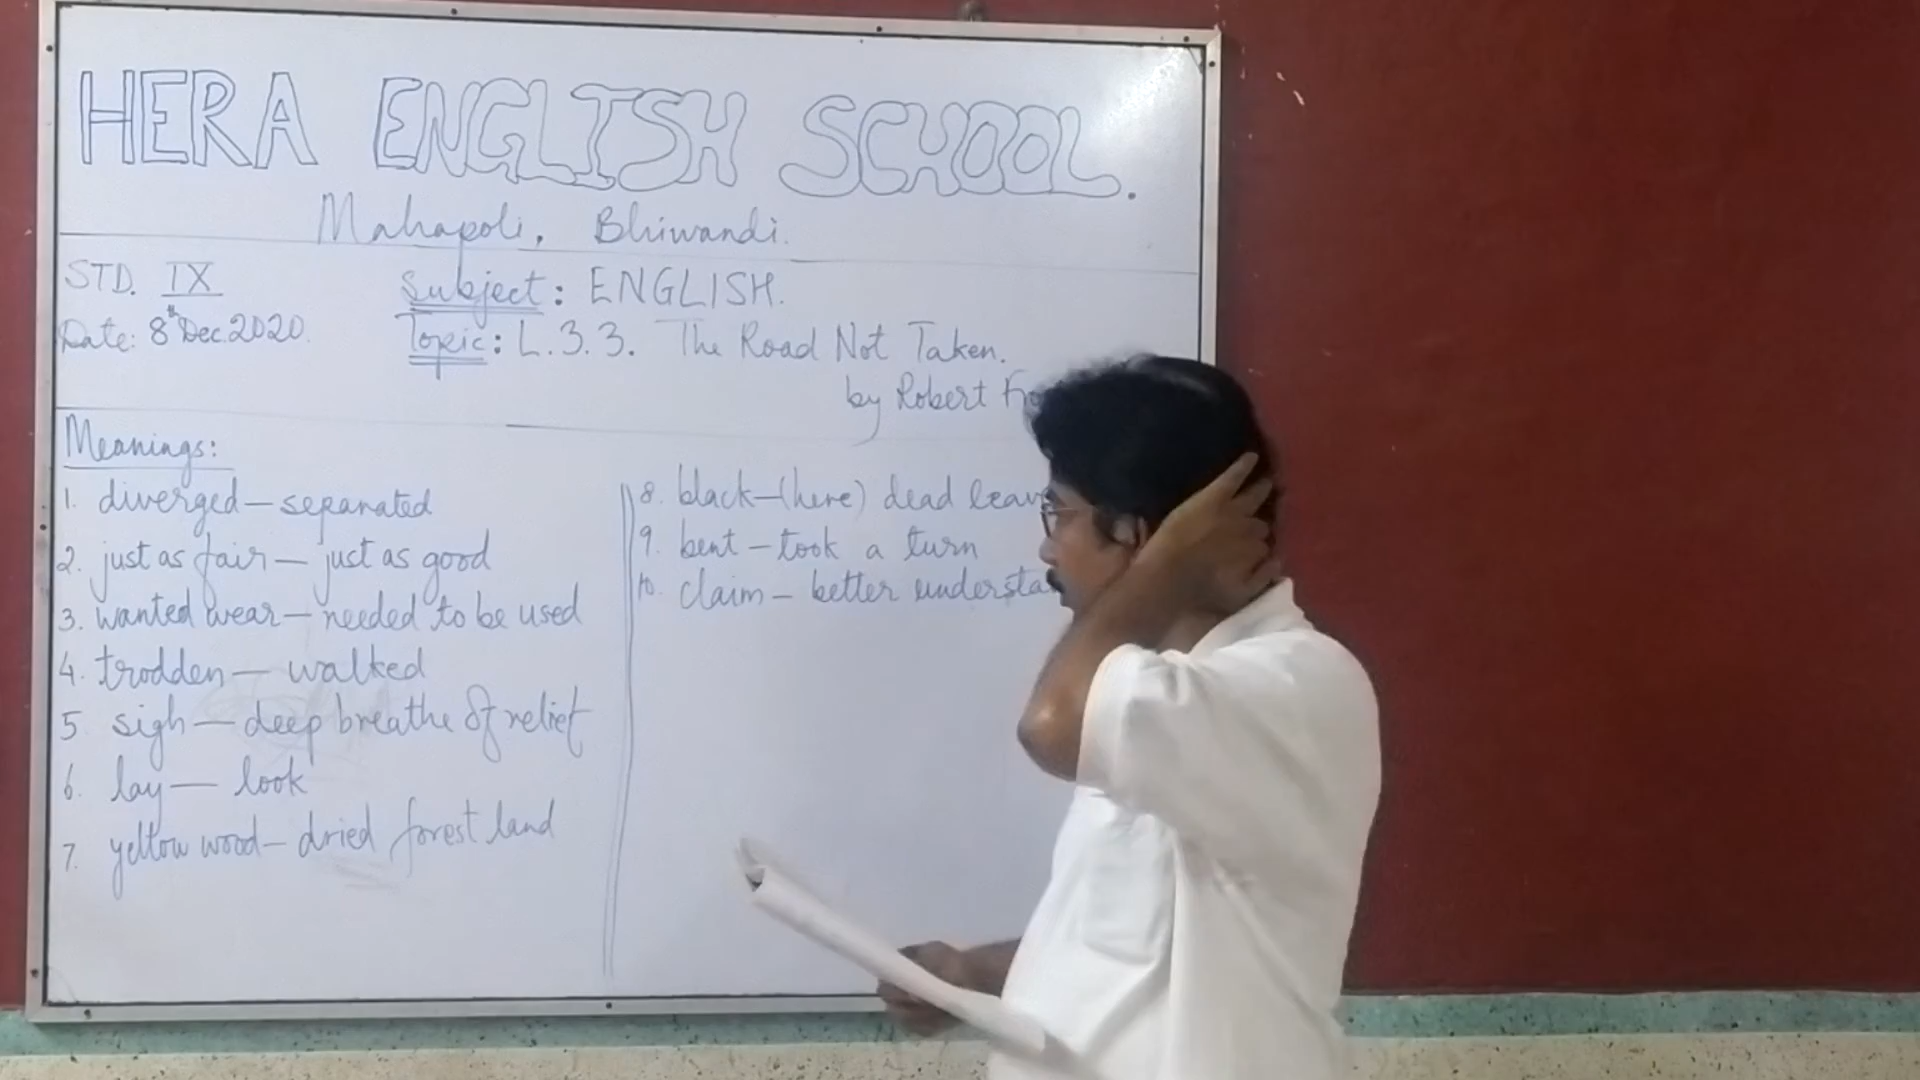 HERA ENGLISH SCHOOL.
Mahapoli, Bhiwandi.
STD. IX
Date: 8th Dec.2020.
Subject: ENGLISH.
Topic: L.3.3. The Road Not Taken.
by Robert Fro
Meanings:
1. diverged — separated
2. just as fair — just as good
3. wanted wear — needed to be used
4. trodden — walked
5. sigh — deep breathe of relief
6. lay — look
7. yellow wood — dried forest land
8. black — (here) dead leav
9. bent — took a turn
10. claim — better understa